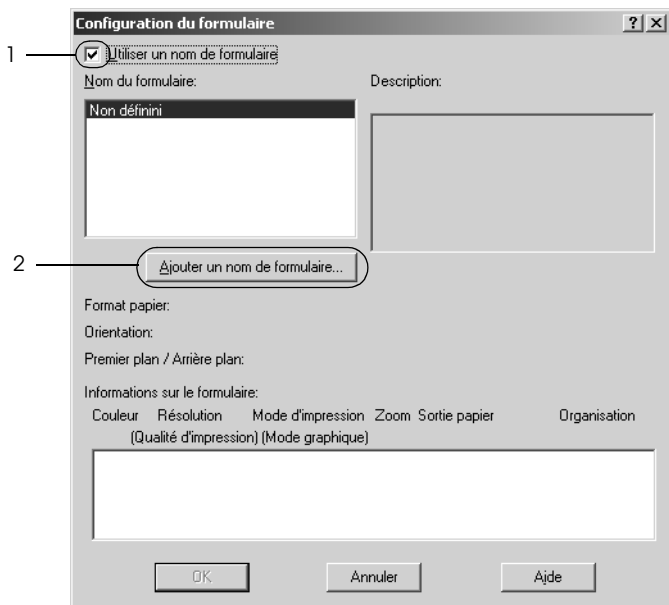 Configuration du formulaire
1
Utiliser un nom de formulaire
Nom du formulaire:
Description:
Non définini
2
Ajouter un nom de formulaire...
Format papier:
Orientation:
Premier plan / Arrière plan:
Informations sur le formulaire:
Couleur Résolution Mode d'impression Zoom Sortie papier Organisation
(Qualité d'impression) (Mode graphique)
OK Annuler Aide